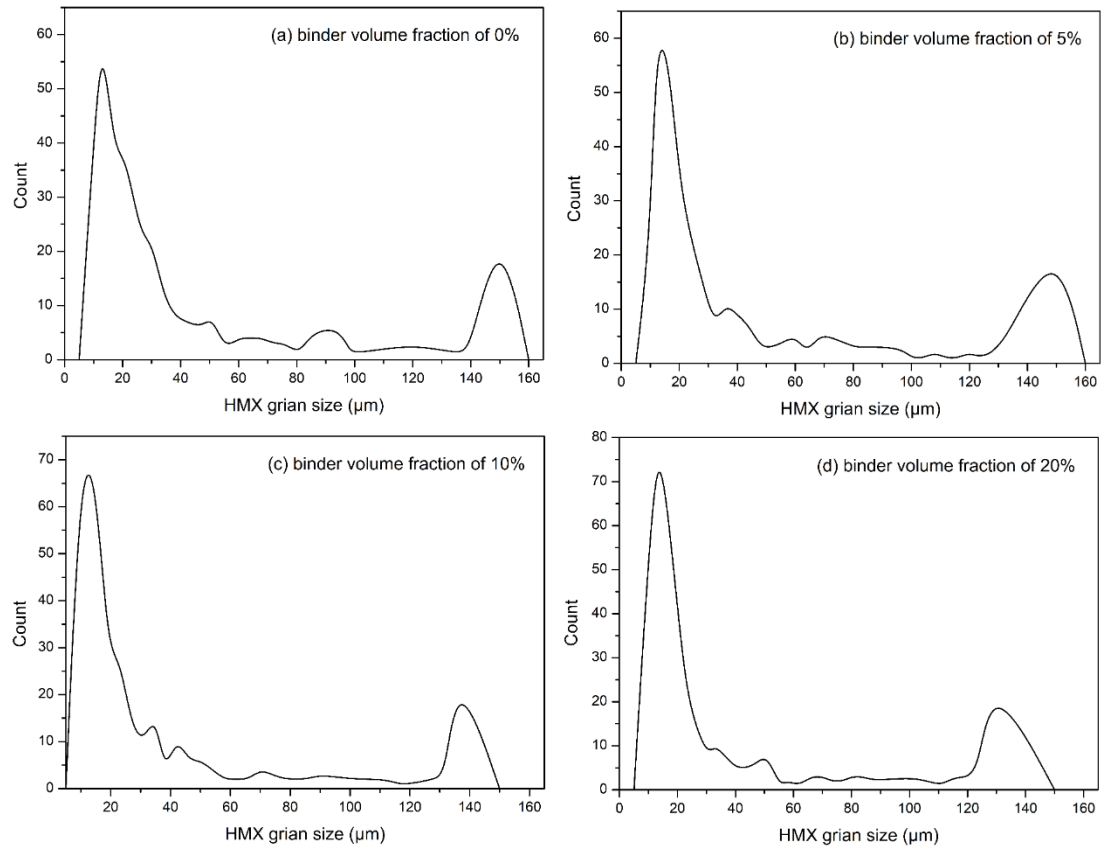 (a) binder volume fraction of 0%
60
50
40
30
20
10
0
Count
0 20 40 60 80 100 120 140 160
HMX grian size (μm)
(b) binder volume fraction of 5%
60
50
40
30
20
10
0
Count
0 20 40 60 80 100 120 140 160
HMX grian size (μm)
(c) binder volume fraction of 10%
70
60
50
40
30
20
10
0
Count
20 40 60 80 100 120 140 160
HMX grian size (μm)
(d) binder volume fraction of 20%
80
70
60
50
40
30
20
10
0
Count
0 20 40 60 80 100 120 140 160
HMX grian size (μm)